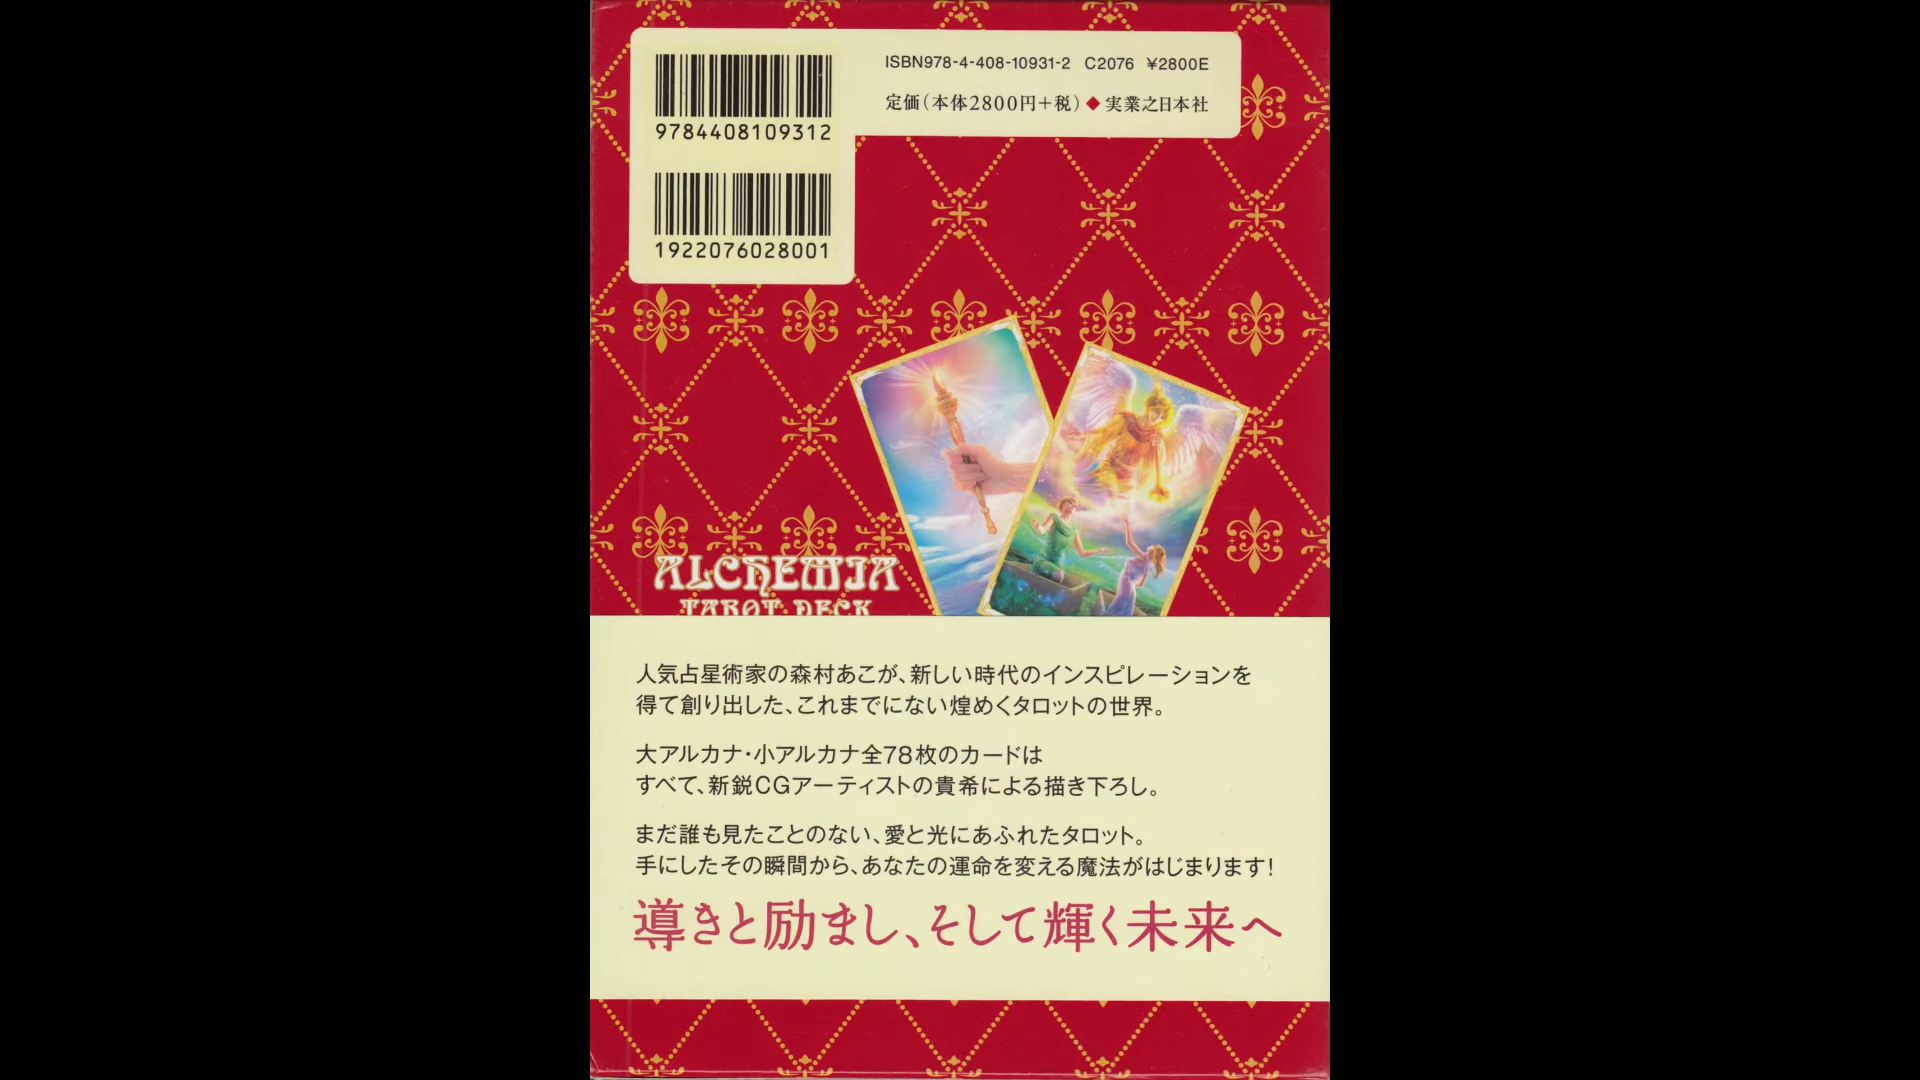 ISBN978-4-408-10931-2 C2076 ¥2800E
定価(本体2800円+税)◆実業之日本社
9784408109312
1922076028001
ALCHEMIA
TAROT DECK
人気占星術家の森村あこが、新しい時代のインスピレーションを
得て創り出した、これまでにない煌めくタロットの世界。
大アルカナ・小アルカナ全78枚のカードは
すべて、新鋭CGアーティストの貴希による描き下ろし。
まだ誰も見たことのない、愛と光にあふれたタロット。
手にしたその瞬間から、あなたの運命を変える魔法がはじまります!
導きと励まし、そして輝く未来へ